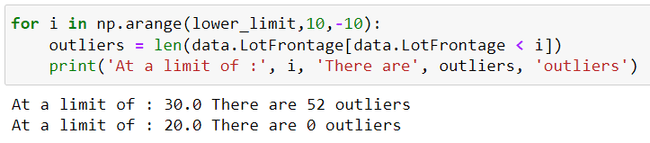 for i in np.arange(lower_limit,10,-10):
    outliers = len(data.LotFrontage[data.LotFrontage < i])
    print('At a limit of :', i, 'There are', outliers, 'outliers')
At a limit of : 30.0 There are 52 outliers
At a limit of : 20.0 There are 0 outliers